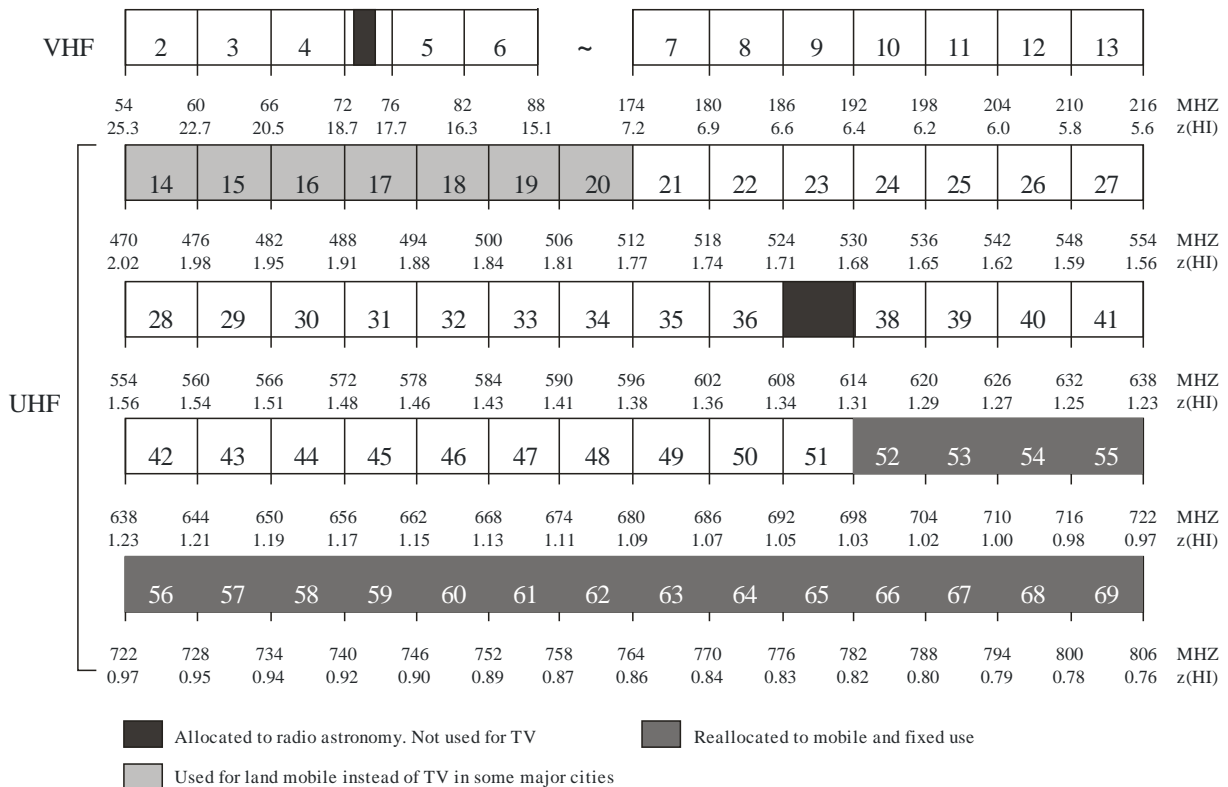 VHF 2 3 4 5 6 ~ 7 8 9 10 11 12 13
54 60 66 72 76 82 88 174 180 186 192 198 204 210 216 MHZ
25.3 22.7 20.5 18.7 17.7 16.3 15.1 7.2 6.9 6.6 6.4 6.2 6.0 5.8 5.6 z(HI)
14 15 16 17 18 19 20 21 22 23 24 25 26 27
470 476 482 488 494 500 506 512 518 524 530 536 542 548 554 MHZ
2.02 1.98 1.95 1.91 1.88 1.84 1.81 1.77 1.74 1.71 1.68 1.65 1.62 1.59 1.56 z(HI)
28 29 30 31 32 33 34 35 36 38 39 40 41
554 560 566 572 578 584 590 596 602 608 614 620 626 632 638 MHZ
UHF
1.56 1.54 1.51 1.48 1.46 1.43 1.41 1.38 1.36 1.34 1.31 1.29 1.27 1.25 1.23 z(HI)
42 43 44 45 46 47 48 49 50 51 52 53 54 55
638 644 650 656 662 668 674 680 686 692 698 704 710 716 722 MHZ
1.23 1.21 1.19 1.17 1.15 1.13 1.11 1.09 1.07 1.05 1.03 1.02 1.00 0.98 0.97 z(HI)
56 57 58 59 60 61 62 63 64 65 66 67 68 69
722 728 734 740 746 752 758 764 770 776 782 788 794 800 806 MHZ
0.97 0.95 0.94 0.92 0.90 0.89 0.87 0.86 0.84 0.83 0.82 0.80 0.79 0.78 0.76 z(HI)
Allocated to radio astronomy. Not used for TV
Reallocated to mobile and fixed use
Used for land mobile instead of TV in some major cities